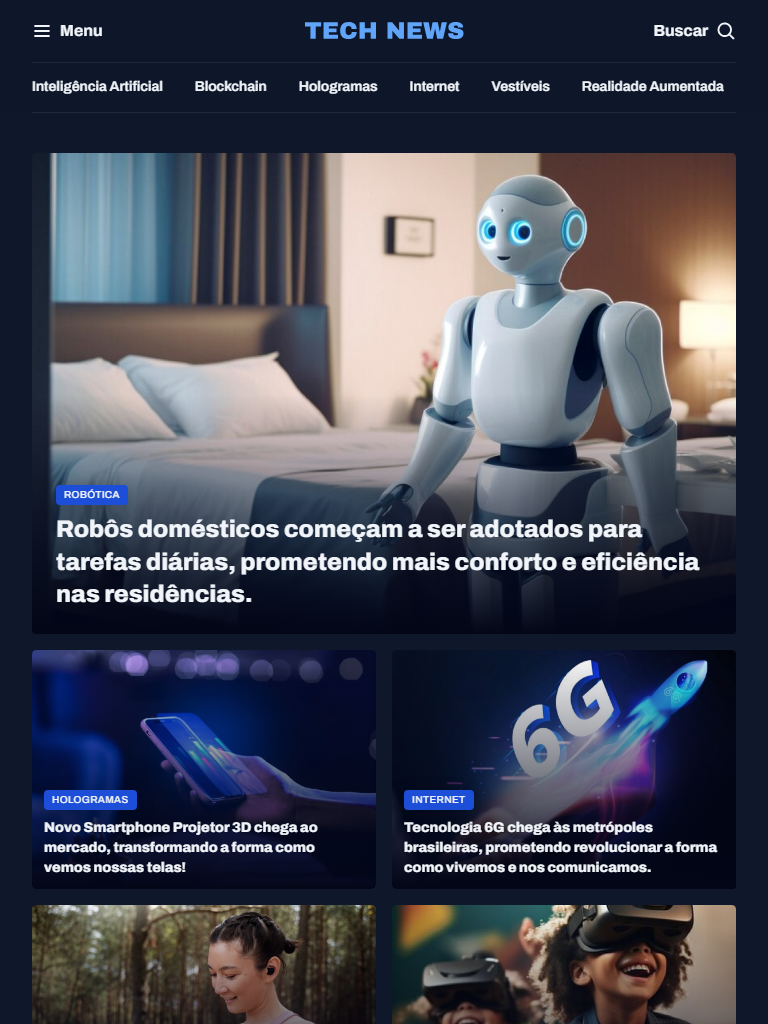 Menu
TECH NEWS
Buscar
Inteligência Artificial
Blockchain
Hologramas
Internet
Vestíveis
Realidade Aumentada
ROBÓTICA
Robôs domésticos começam a ser adotados para
tarefas diárias, prometendo mais conforto e eficiência
nas residências.
HOLOGRAMAS
Novo Smartphone Projetor 3D chega ao
mercado, transformando a forma como
vemos nossas telas!
6G
INTERNET
Tecnologia 6G chega às metrópoles
brasileiras, prometendo revolucionar a forma
como vivemos e nos comunicamos.